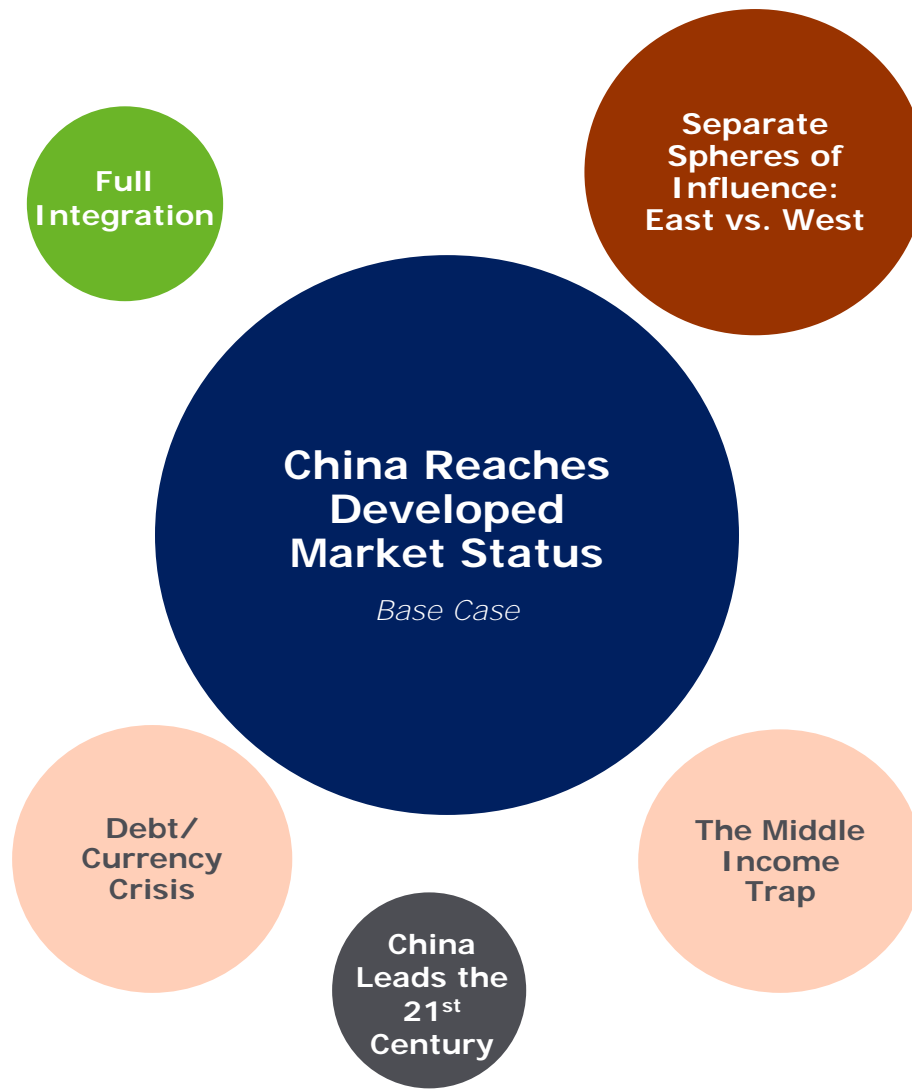 Full
Integration
Separate
Spheres of
Influence:
East vs. West
China Reaches
Developed
Market Status
Base Case
Debt/
Currency
Crisis
The Middle
Income
Trap
China
Leads the
21st
Century